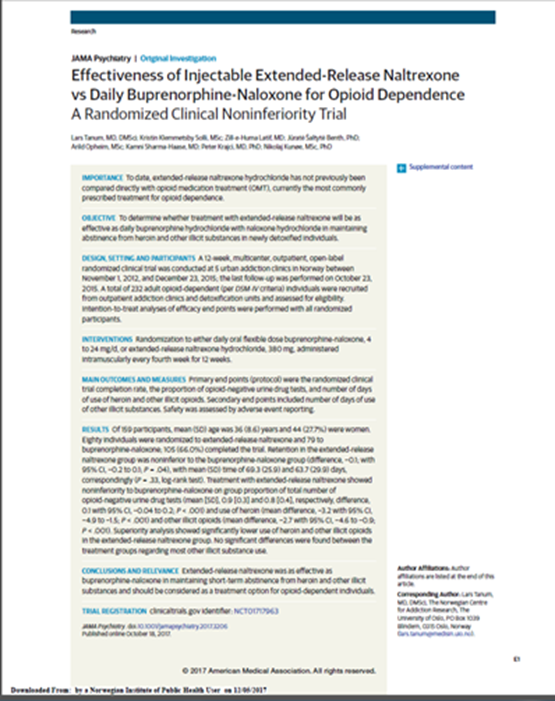 Research
JAMA Psychiatry | Original Investigation
Effectiveness of Injectable Extended-Release Naltrexone
vs Daily Buprenorphine-Naloxone for Opioid Dependence
A Randomized Clinical Noninferiority Trial
Lars Tanum, MD, DMSci; Kristin Klemmetsby Solli, MSc; Zill-e-Huma Latif, MD; Jūratė Šaltytė Benth, PhD;
Arild Opheim, MSc; Kamni Sharma-Haase, MD; Peter Krajci, MD, PhD; Nikolaj Kunøe, MSc, PhD
IMPORTANCE To date, extended-release naltrexone hydrochloride has not previously been
compared directly with opioid medication treatment (OMT), currently the most commonly
prescribed treatment for opioid dependence.
Supplemental content
OBJECTIVE To determine whether treatment with extended-release naltrexone will be as
effective as daily buprenorphine hydrochloride with naloxone hydrochloride in maintaining
abstinence from heroin and other illicit substances in newly detoxified individuals.
DESIGN, SETTING AND PARTICIPANTS A 12-week, multicenter, outpatient, open-label
randomized clinical trial was conducted at 5 urban addiction clinics in Norway between
November 1, 2012, and December 23, 2015; the last follow-up was performed on October 23,
2015. A total of 232 adult opioid-dependent (per DSM-IV criteria) individuals were recruited
from outpatient addiction clinics and detoxification units and assessed for eligibility.
Intention-to-treat analyses of efficacy end points were performed with all randomized
participants.
INTERVENTIONS Randomization to either daily oral flexible dose buprenorphine-naloxone, 4
to 24 mg/d, or extended-release naltrexone hydrochloride, 380 mg, administered
intramuscularly every fourth week for 12 weeks.
MAIN OUTCOMES AND MEASURES Primary end points (protocol) were the randomized clinical
trial completion rate, the proportion of opioid-negative urine drug tests, and number of days
of use of heroin and other illicit opioids. Secondary end points included number of days of use
of other illicit substances. Safety was assessed by adverse event reporting.
RESULTS Of 159 participants, mean (SD) age was 36 (8.6) years and 44 (27.7%) were women.
Eighty individuals were randomized to extended-release naltrexone and 79 to
buprenorphine-naloxone; 105 (66.0%) completed the trial. Retention in the extended-release
naltrexone group was noninferior to the buprenorphine-naloxone group (difference, -0.1; with
95% CI, -0.2 to 0.1; P = .04), with mean (SD) time of 69.3 (25.9) and 63.7 (29.9) days,
correspondingly (P = .33, log-rank test). Treatment with extended-release naltrexone showed
noninferiority to buprenorphine-naloxone on group proportion of total number of
opioid-negative urine drug tests (mean [SD], 0.9 [0.3] and 0.8 [0.4], respectively, difference,
0.1 with 95% CI, -0.04 to 0.2; P < .001) and use of heroin (mean difference, -3.2 with 95% CI,
-4.9 to -1.5; P < .001) and other illicit opioids (mean difference, -2.7 with 95% CI, -4.6 to -0.9;
P < .001). Superiority analysis showed significantly lower use of heroin and other illicit opioids
in the extended-release naltrexone group. No significant differences were found between the
treatment groups regarding most other illicit substance use.
CONCLUSIONS AND RELEVANCE Extended-release naltrexone was as effective as
buprenorphine-naloxone in maintaining short-term abstinence from heroin and other illicit
substances and should be considered as a treatment option for opioid-dependent individuals.
TRIAL REGISTRATION clinicaltrials.gov Identifier: NCT01717963
JAMA Psychiatry. doi:10.1001/jamapsychiatry.2017.3206
Published online October 18, 2017.
Author Affiliations: Author
affiliations are listed at the end of this
article.
Corresponding Author: Lars Tanum,
MD, DMSci, The Norwegian Centre
for Addiction Research, The
University of Oslo, PO Box 1039
Blindern, 0315 Oslo, Norway
(lars.tanum@medisin.uio.no).
E1
© 2017 American Medical Association. All rights reserved.
Downloaded From: by a Norwegian Institute of Public Health User on 12/06/2017